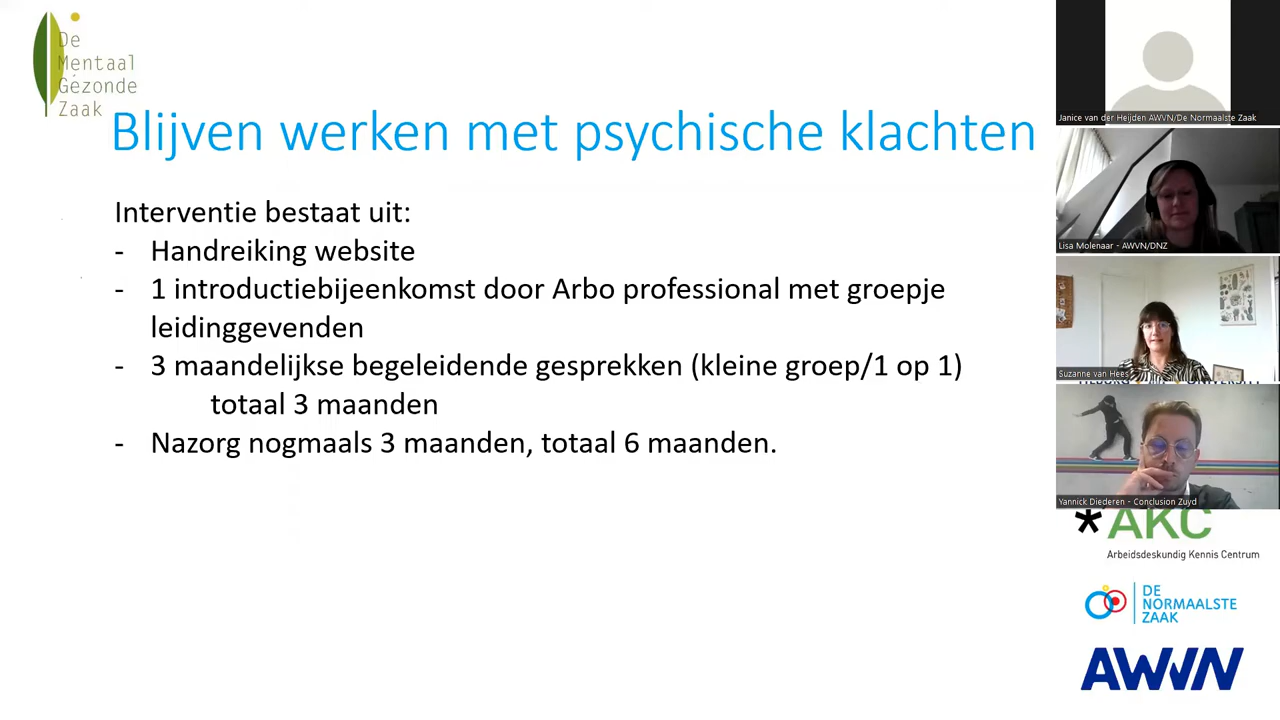 De
Mentaal
Gezonde
Zaak
Blijven werken met psychische klachten
Interventie bestaat uit:
- Handreiking website
- 1 introductiebijeenkomst door Arbo professional met groepje
leidinggevenden
- 3 maandelijkse begeleidende gesprekken (kleine groep/1 op 1)
totaal 3 maanden
- Nazorg nogmaals 3 maanden, totaal 6 maanden.
Janice van der Heijden AWVN/De Normaalste Zaak
Lisa Molenaar - AWVN/DNZ
Suzanne van Hees
Yannick Diederen - Conclusion Zuyd
*AKC
Arbeidsdeskundig Kennis Centrum
DE
NORMAALSTE
ZAAK
AWVN